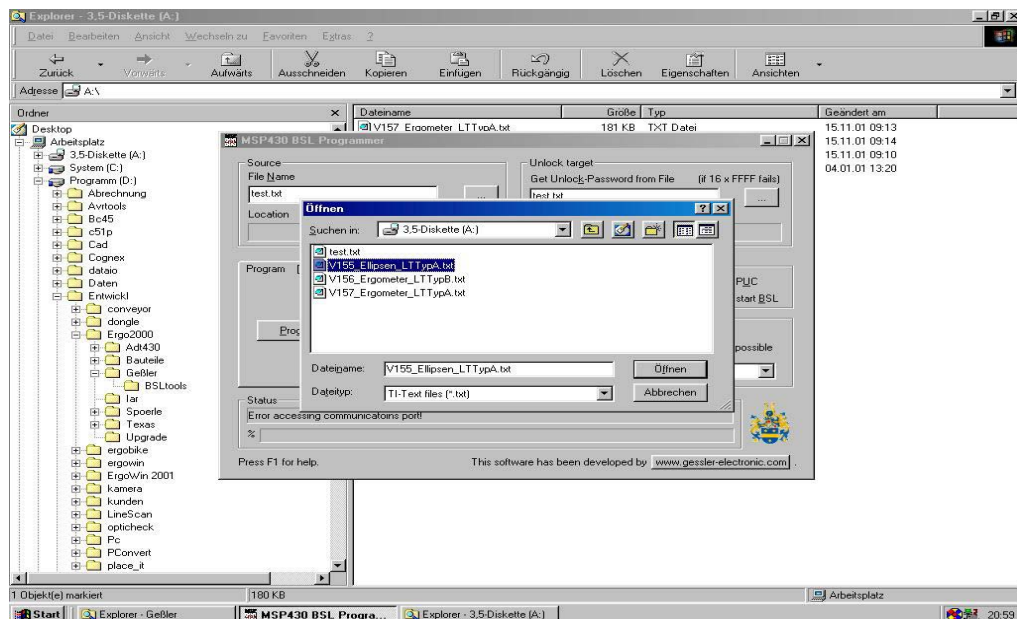 Explorer - 3,5-Diskette (A:)
Datei Bearbeiten Ansicht Wechseln zu Favoriten Extras ?
Zurück Vorwärts Aufwärts Ausschneiden Kopieren Einfügen Rückgängig Löschen Eigenschaften Ansichten
Adresse A:\
Ordner
Desktop
Arbeitsplatz
3,5-Diskette (A:)
System (C:)
Programm (D:)
Abrechnung
Avrtools
Bc45
c51p
Cad
Cognex
dataio
Daten
Entwickl
conveyor
dongle
Ergo2000
Adt430
Bauteile
Geßler
BSLtools
Iar
Spoerle
Texas
Upgrade
ergobike
ergowin
ErgoWin 2001
kamera
kunden
LineScan
opticheck
Pc
PConvert
place_it
Dateiname Größe Typ Geändert am
V157_Ergometer_LTTypA.txt 181 KB TXT Datei 15.11.01 09:13
15.11.01 09:14
15.11.01 09:10
04.01.01 13:20
MSP430 BSL Programmer
Source
File Name
test.txt ...
Location
Unlock target
Get Unlock-Password from File (if 16 x FFFF fails)
test.txt ...
Program
PUC
start BSL
possible
Öffnen
Suchen in: 3,5-Diskette (A:)
test.txt
V155_Ellipsen_LTTypA.txt
V156_Ergometer_LTTypB.txt
V157_Ergometer_LTTypA.txt
Dateiname: V155_Ellipsen_LTTypA.txt Öffnen
Dateityp: TI-Text files (*.txt) Abbrechen
Status
Error accessing communicatoins port!
%
Press F1 for help. This software has been developed by www.gessler-electronic.com .
1 Objekt(e) markiert 180 KB Arbeitsplatz
Start Explorer - Geßler MSP430 BSL Progra... Explorer - 3,5-Diskette (A:) 20:59